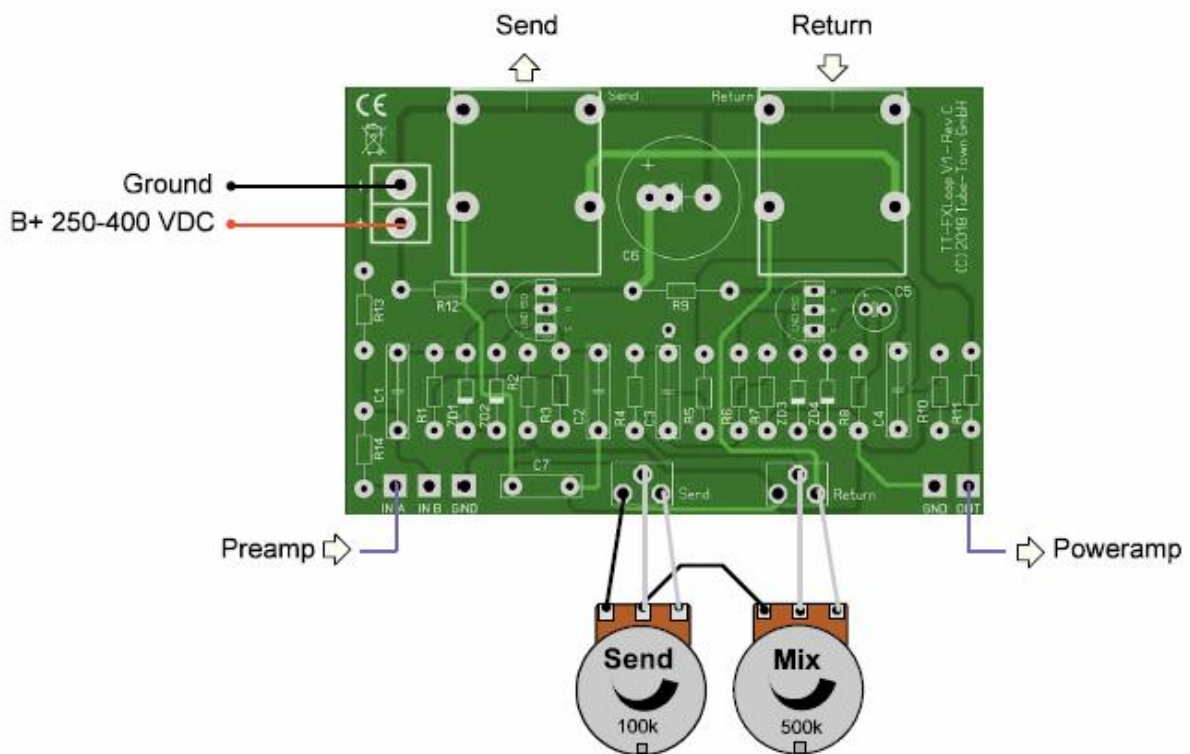 Send
Return
CE
Send
Return
TT-FXLoop V1-Rev.C
(C) 2018 Tube-Town GmbH
Ground
B+ 250-400 VDC
+
+
C6
R13
R12
R9
C5
C1
R1
ZD1
ZD2
R2
R3
C2
R4
C3
R5
R6
R7
ZD3
ZD4
R8
C4
R10
R11
R14
C7
Send
Return
IN A
IN B
GND
GND
OUT
Preamp
Poweramp
Send
100k
Mix
500k